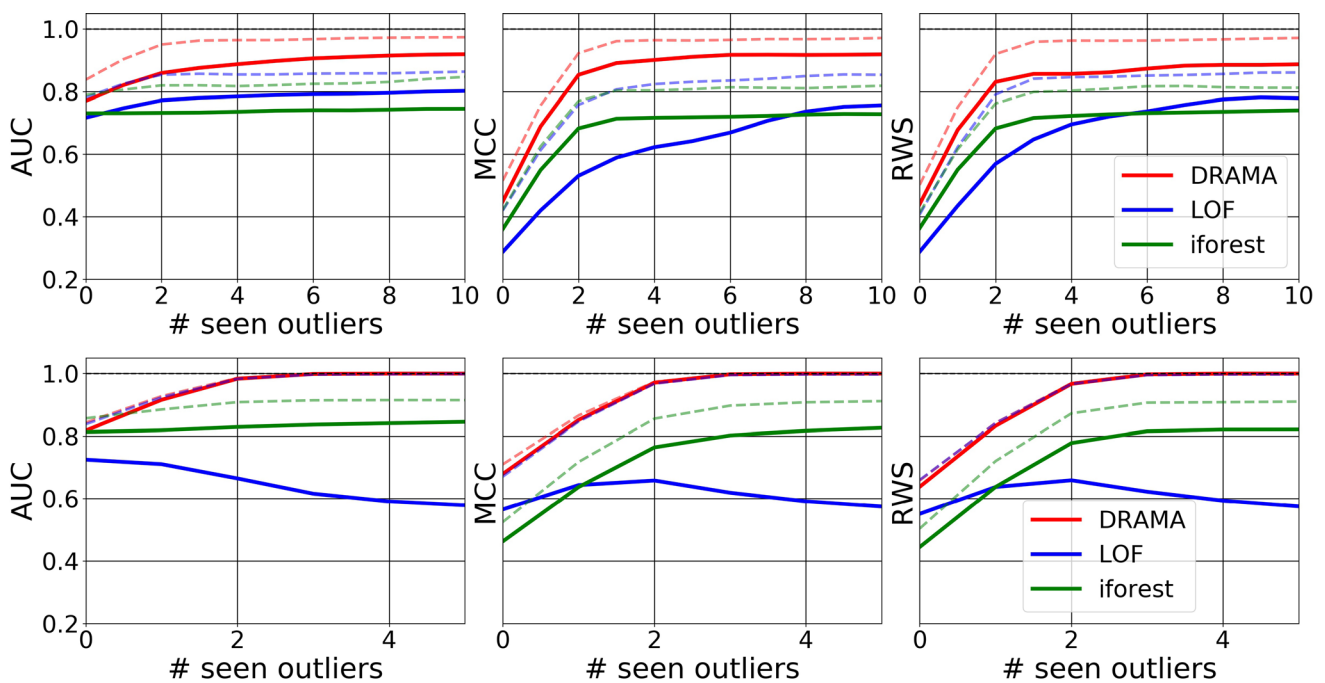 AUC
1.0
0.8
0.6
0.4
0.2
0 2 4 6 8 10
# seen outliers
MCC
0 2 4 6 8 10
# seen outliers
RWS
DRAMA
LOF
iforest
0 2 4 6 8 10
# seen outliers
AUC
1.0
0.8
0.6
0.4
0.2
0 2 4
# seen outliers
MCC
0 2 4
# seen outliers
RWS
DRAMA
LOF
iforest
0 2 4
# seen outliers